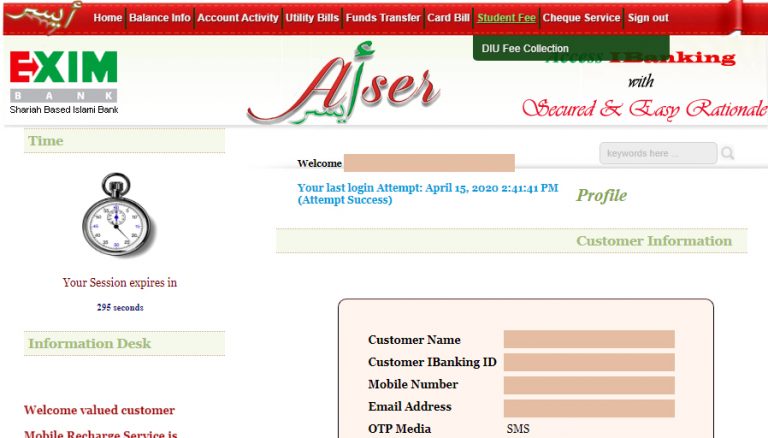 أيسر
Home Balance Info Account Activity Utility Bills Funds Transfer Card Bill Student Fee Cheque Service Sign out
DIU Fee Collection
EXIM
BANK
Shariah Based Islami Bank
Aiser
أيسر
Access IBanking
with
Secured & Easy Rationale
Time
keywords here ...
Welcome
Your last login Attempt: April 15, 2020 2:41:41 PM
(Attempt Success)
Profile
Customer Information
Your Session expires in
295 seconds
Information Desk
Customer Name
Customer IBanking ID
Mobile Number
Email Address
OTP Media SMS
Welcome valued customer
Mobile Recharge Service is